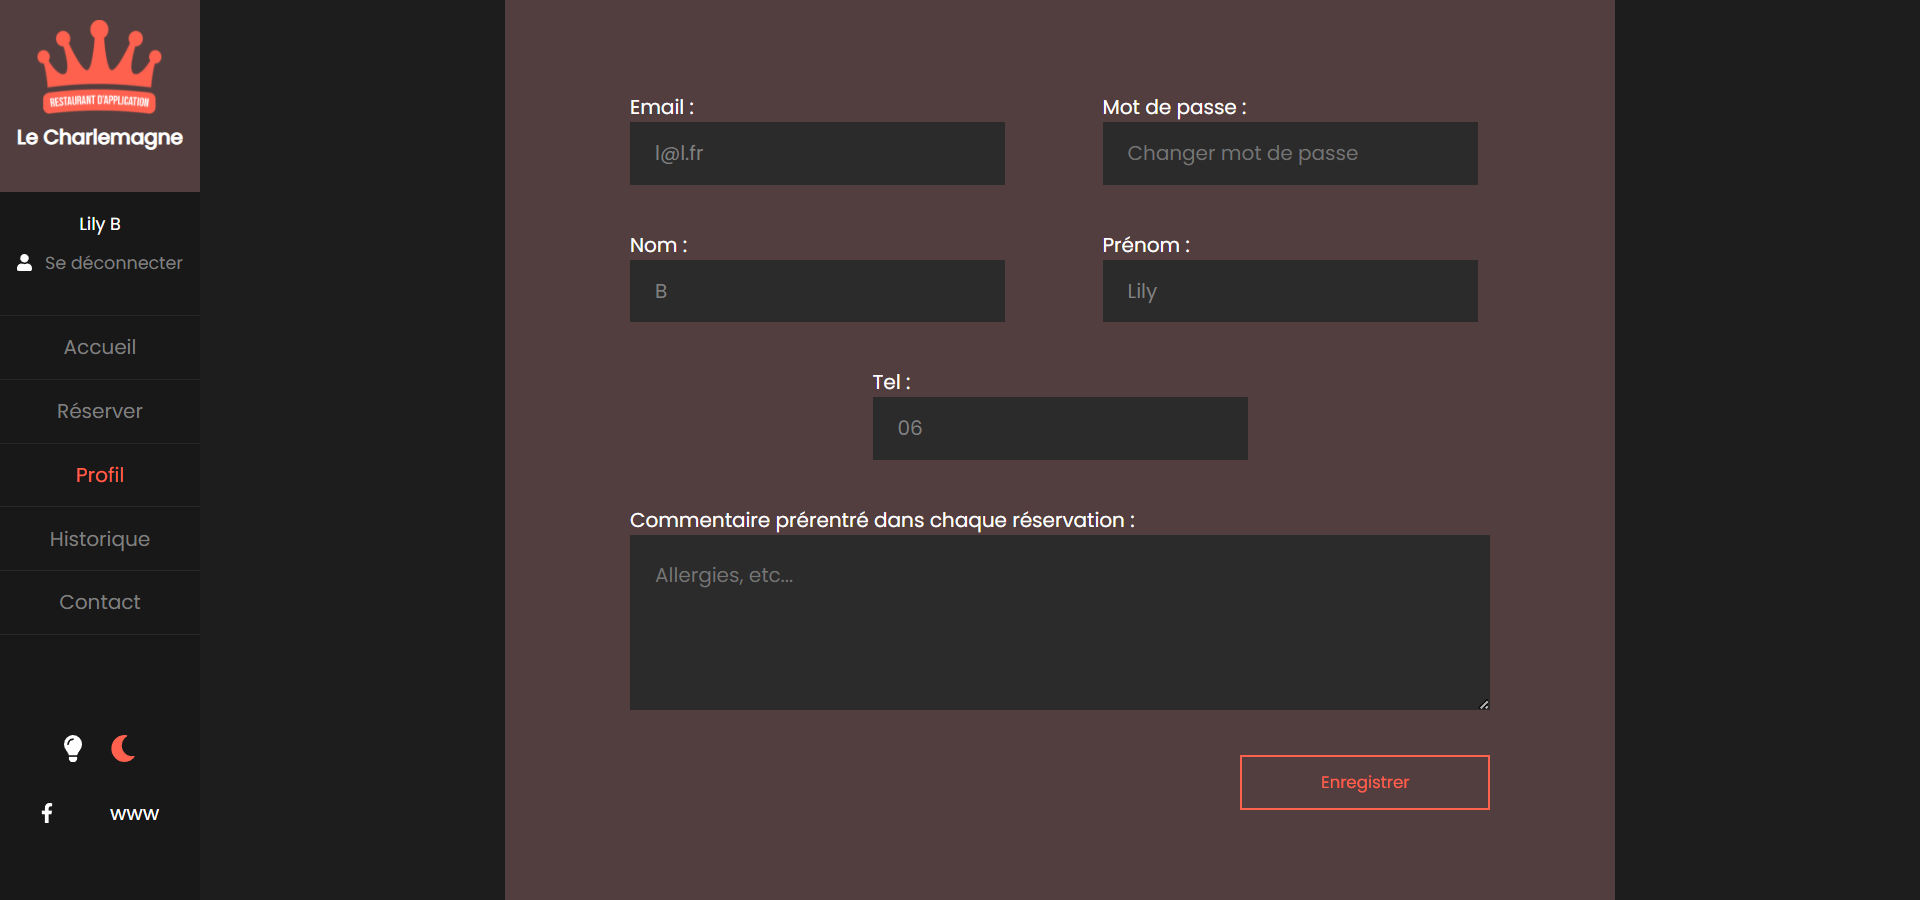 RESTAURANT D'APPLICATION
Le Charlemagne
Lily B
Se déconnecter
Accueil
Réserver
Profil
Historique
Contact
www
Email :
l@l.fr
Mot de passe :
Changer mot de passe
Nom :
B
Prénom :
Lily
Tel :
06
Commentaire prérentré dans chaque réservation :
Allergies, etc...
Enregistrer